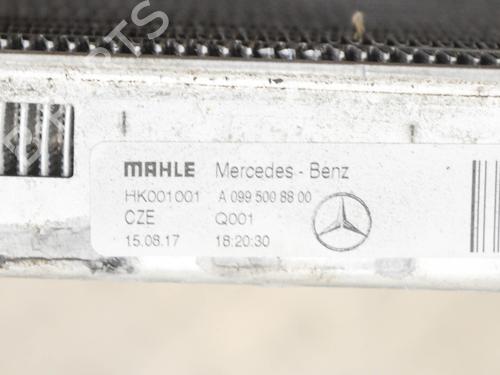 MAHLE Mercedes - Benz
HK001001 A 099 500 88 00
CZE Q001
15.08.17 18:20:30